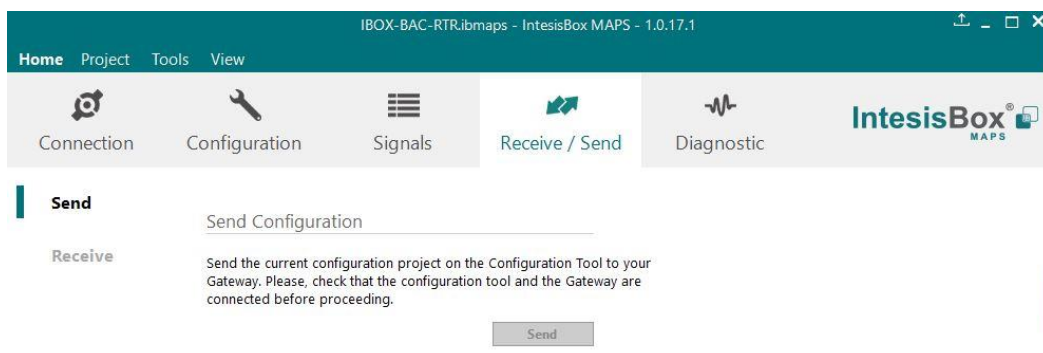 IBOX-BAC-RTR.ibmaps - IntesisBox MAPS - 1.0.17.1
Home Project Tools View
Connection Configuration Signals Receive / Send Diagnostic IntesisBox®
MAPS
Send
Send Configuration
Receive
Send the current configuration project on the Configuration Tool to your
Gateway. Please, check that the configuration tool and the Gateway are
connected before proceeding.
Send